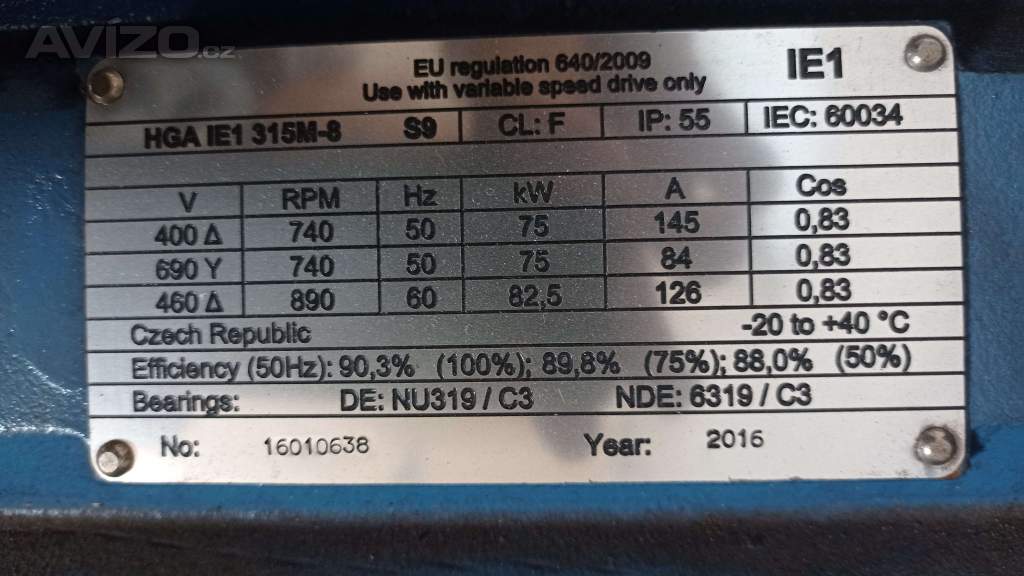 AVÍZO.cz
EU regulation 640/2009
Use with variable speed drive only
IE1
HGA IE1 315M-8 S9 CL: F IP: 55 IEC: 60034
V RPM Hz kW A Cos
400 Δ 740 50 75 145 0,83
690 Y 740 50 75 84 0,83
460 Δ 890 60 82,5 126 0,83
Czech Republic -20 to +40 °C
Efficiency (50Hz): 90,3% (100%); 89,8% (75%); 88,0% (50%)
Bearings: DE: NU319 / C3 NDE: 6319 / C3
No: 16010638 Year: 2016